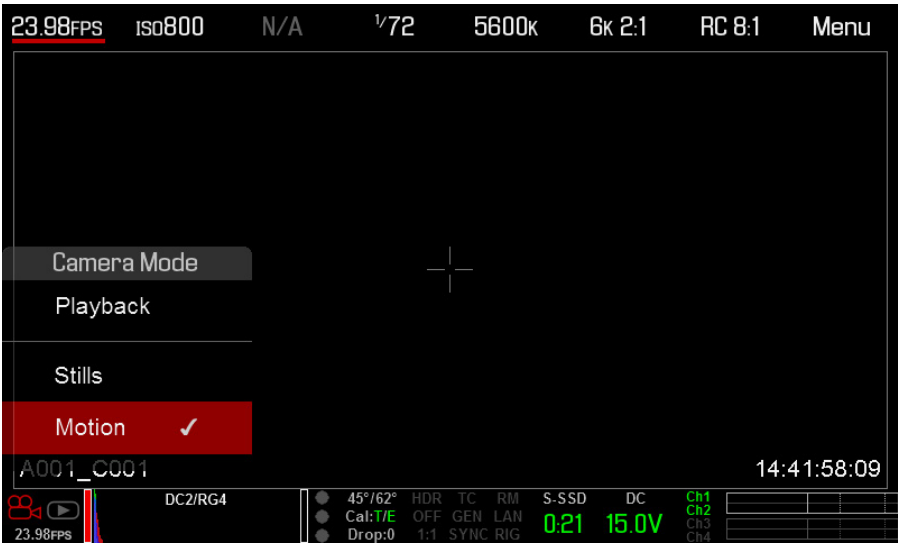 23.98FPS ISO800 N/A 1/72 5600K 6K 2:1 RC 8:1 Menu
Camera Mode
Playback
Stills
Motion ✓
A001_C001 14:41:58:09
DC2/RG4 45°/62° HDR TC RM S-SSD DC Ch1
Cal:T/E OFF GEN LAN 0:21 15.0V Ch2
Ch3
23.98FPS Drop:0 1:1 SYNC RIG Ch4